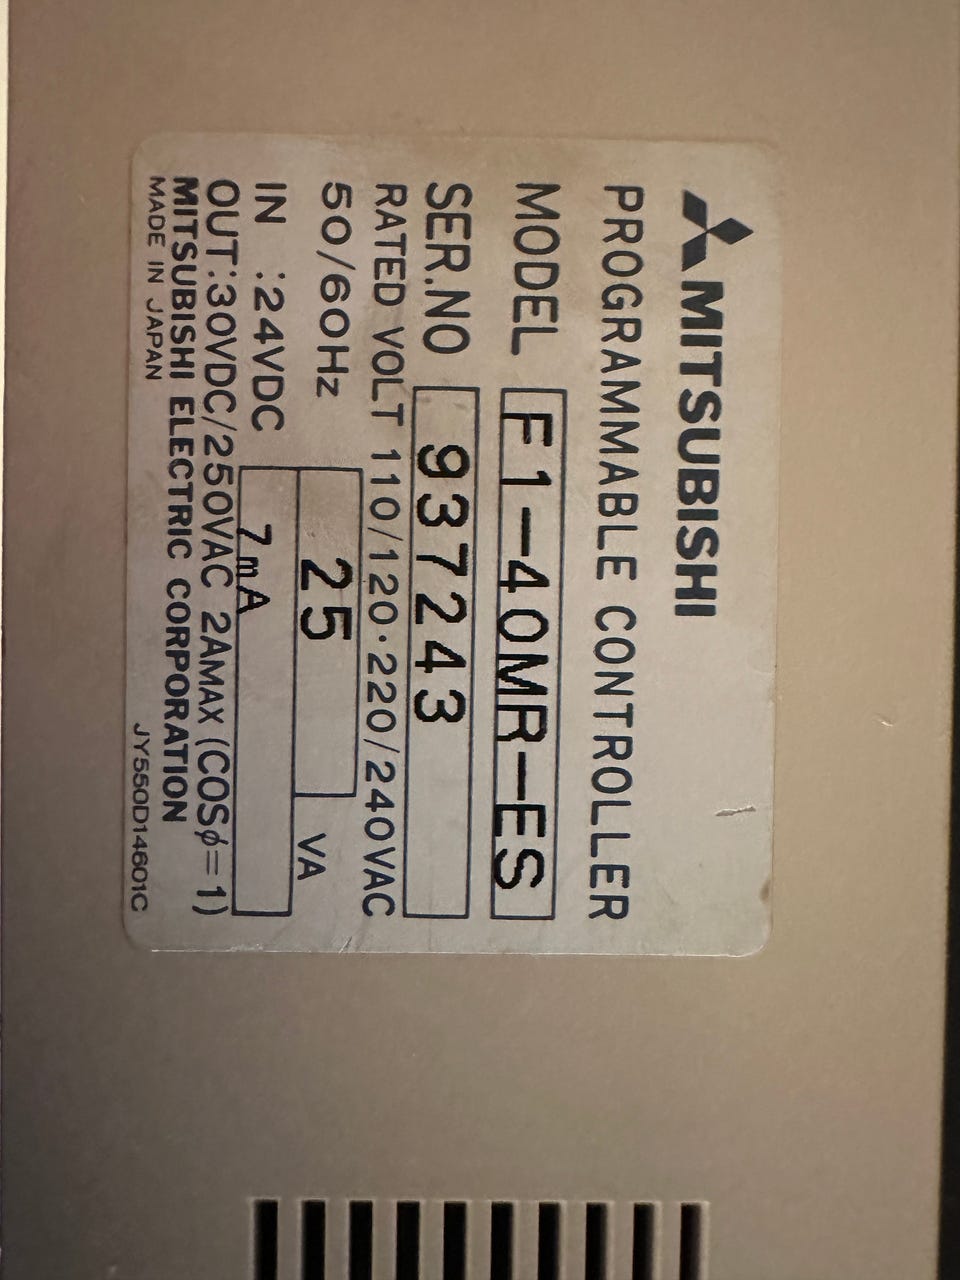 MITSUBISHI
PROGRAMMABLE CONTROLLER
MODEL F1-40MR-ES
SER.NO 937243
RATED VOLT 110/120·220/240VAC
50/60Hz 25 VA
IN :24VDC 7mA
OUT:30VDC/250VAC 2AMAX (COSφ=1)
MITSUBISHI ELECTRIC CORPORATION
MADE IN JAPAN JY550D14601C